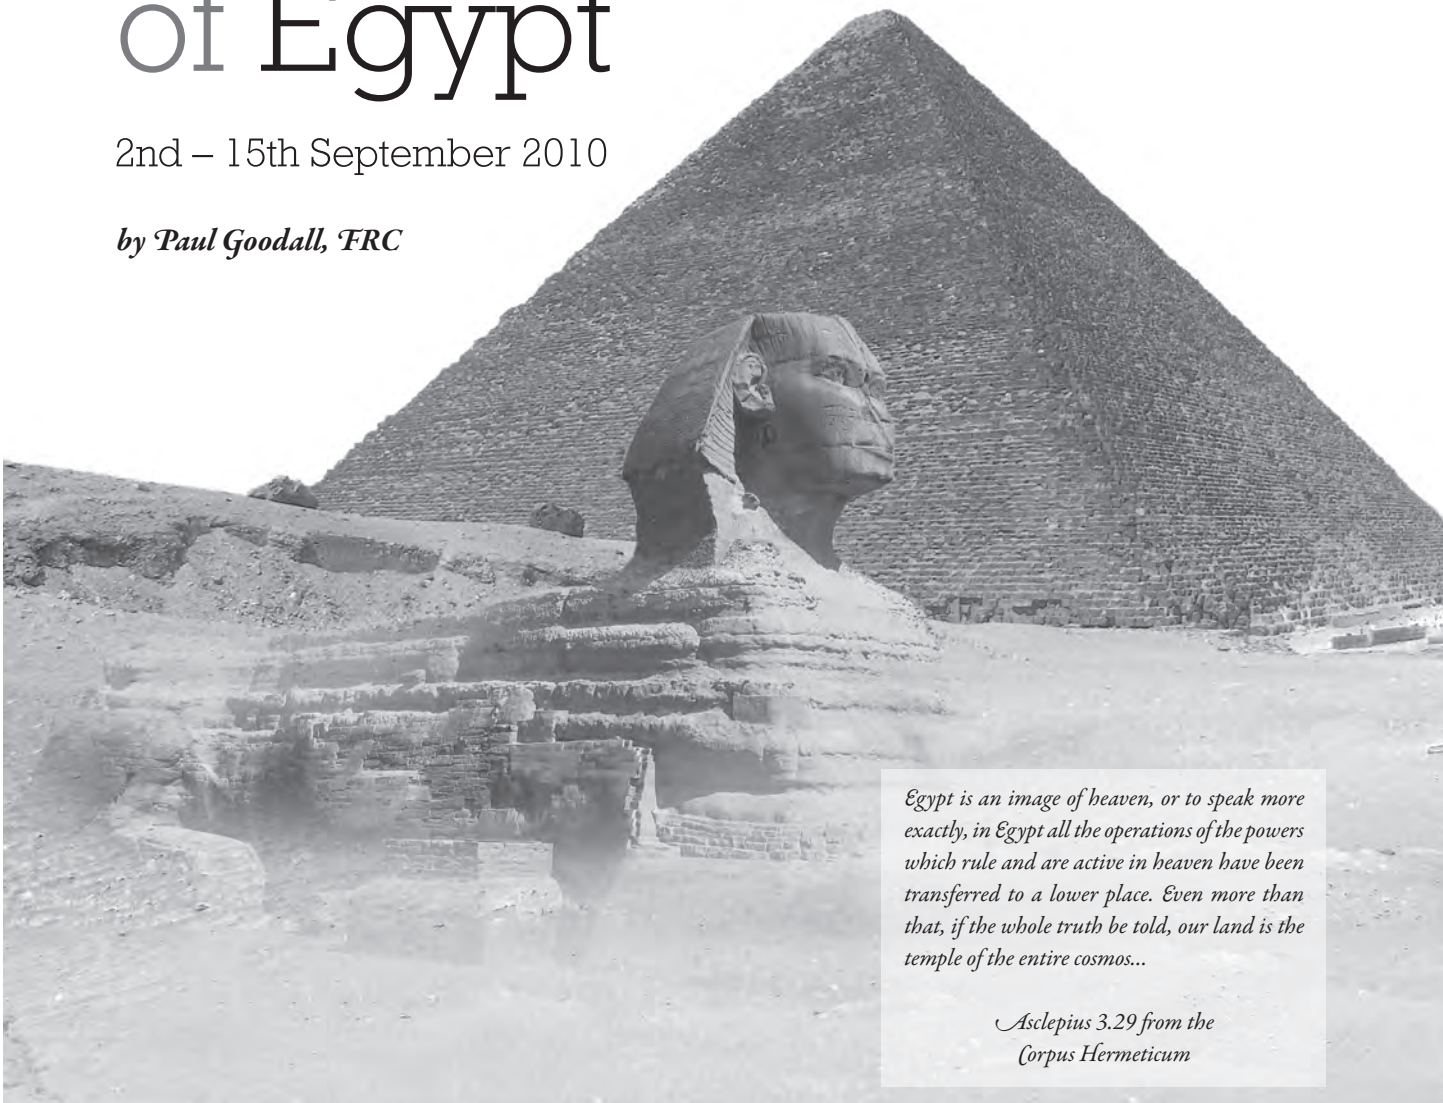 of Egypt
2nd – 15th September 2010
by Paul Goodall, FRC
Egypt is an image of heaven, or to speak more
exactly, in Egypt all the operations of the powers
which rule and are active in heaven have been
transferred to a lower place. Even more than
that, if the whole truth be told, our land is the
temple of the entire cosmos...
Asclepius 3.29 from the
Corpus Hermeticum